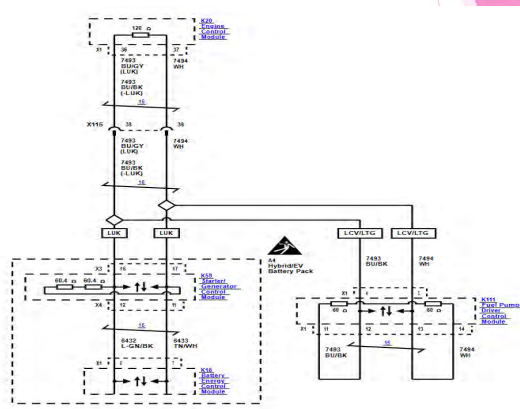 K20
Engine
Control
Module
120 Ω
X1 36 37
7493
BU/GY
(LUK)
7494
WH
7493
BU/BK
(-LUK)
15
X115 38 36
7493
BU/GY
(LUK)
7494
WH
7493
BU/BK
(-LUK)
15
LUK LUK LCV/LTG LCV/LTG
A4
Hybrid/EV
Battery Pack
7493
BU/BK
7494
WH
X3 16 17
60.4 Ω 60.4 Ω
K59
Starter/
Generator
Control
Module
X4 12 11
15
6432
L-GN/BK
6433
TN/WH
X1
K16
Battery
Energy
Control
Module
X1
60 Ω 60 Ω
K111
Fuel Pump
Driver
Control
Module
X1 11 12 13 14
15
7493
BU/BK
7494
WH